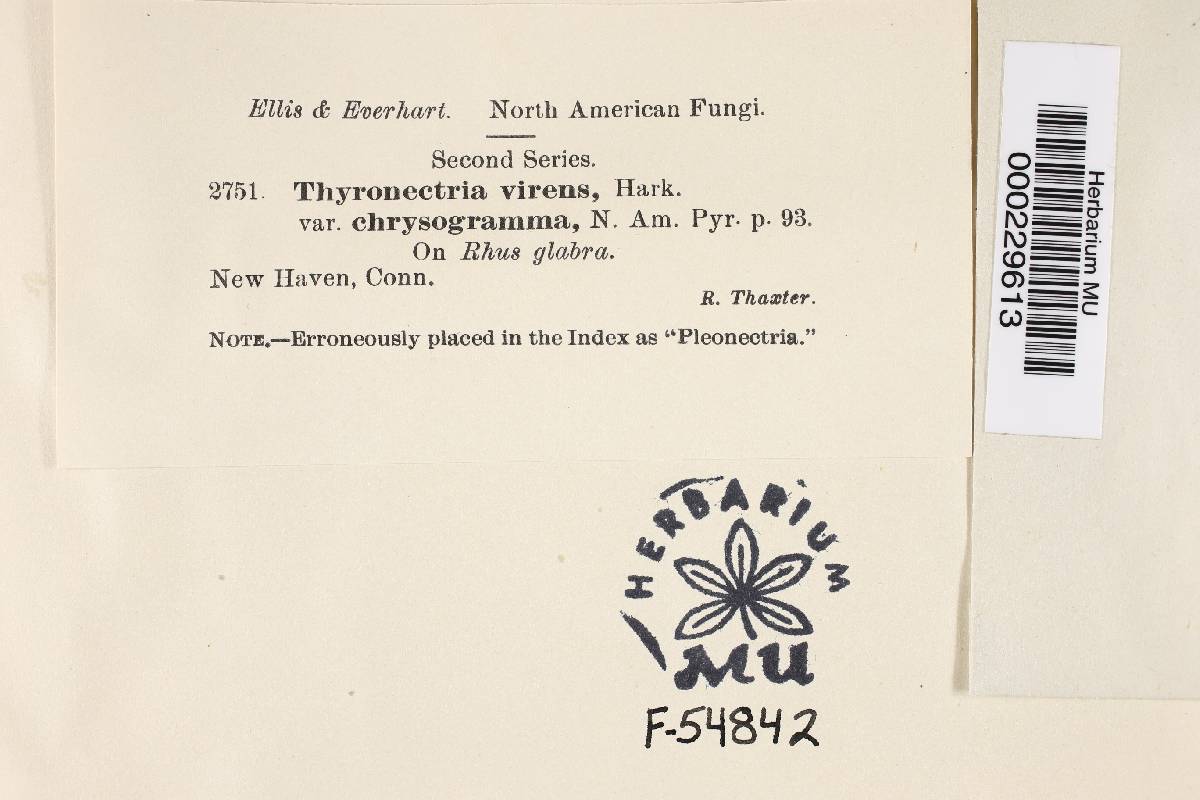 Ellis & Everhart. North American Fungi.
Second Series.
2751. Thyronectria virens, Hark.
var. chrysogramma, N. Am. Pyr. p. 93.
On Rhus glabra.
New Haven, Conn.
R. Thaxter.
NOTE.—Erroneously placed in the Index as "Pleonectria."
Herbarium MU
000229613
HERBARIUM
MU
F-54842